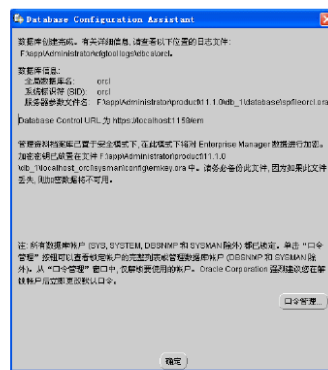 Database Configuration Assistant
数据库创建完成。有关详细信息, 请查看以下位置的日志文件:
F:\app\Administrator\cfgtoollogs\dbca\orcl.
数据库信息:
全局数据库名: orcl
系统标识符 (SID): orcl
服务器参数文件名: F:\app\Administrator\product\11.1.0\db_1\database\spfileorcl.ora
Database Control URL 为 https://localhost:1158/em
管理资料档案库已置于安全模式下, 在此模式下将对 Enterprise Manager 数据进行加密。
加密密钥已放置在文件 F:\app\Administrator\product\11.1.0
\db_1\localhost_orcl\sysman\config\emkey.ora 中。请务必备份此文件, 因为如果此文件
丢失, 则加密数据将不可用。
注: 所有数据库帐户 (SYS, SYSTEM, DBSNMP 和 SYSMAN 除外) 都已锁定。单击 "口令
管理" 按钮可以查看锁定帐户的完整列表或管理数据库帐户 (DBSNMP 和 SYSMAN 除
外)。从 "口令管理" 窗口中, 仅解锁要使用的帐户。Oracle Corporation 强烈建议您在解
锁帐户后立即更改默认口令。
口令管理...
确定